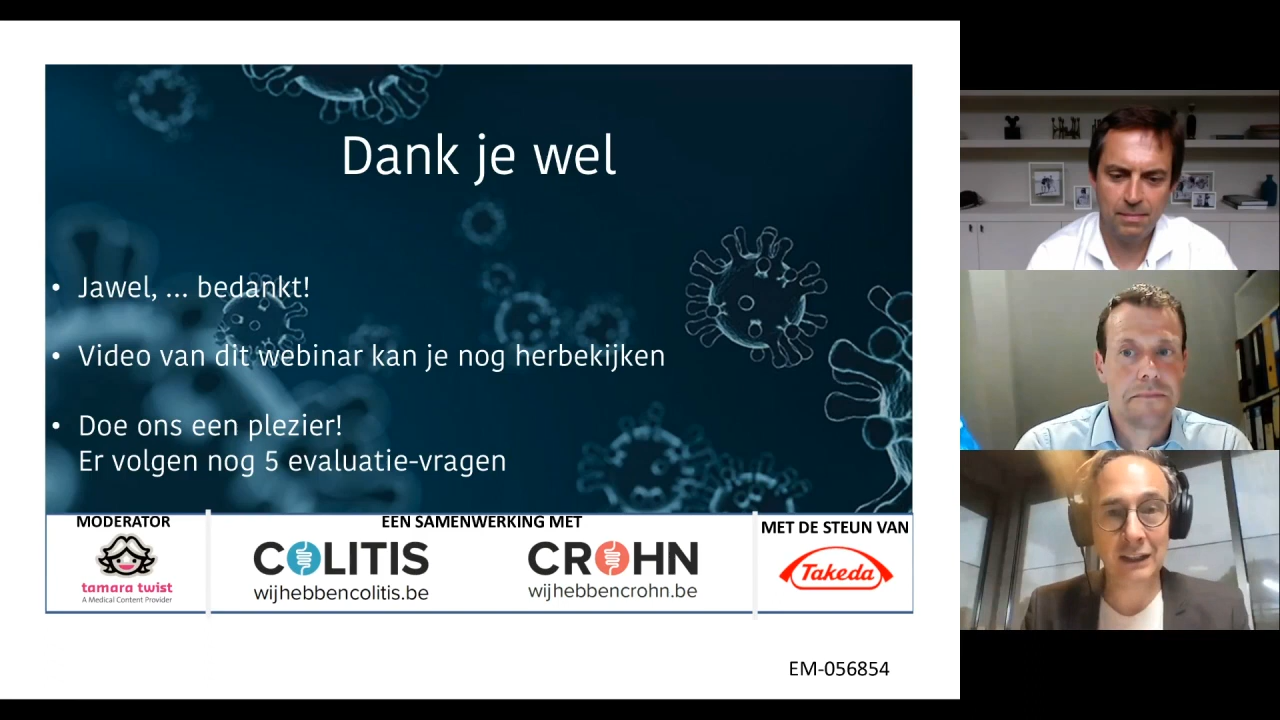 Dank je wel
• Jawel, ... bedankt!
• Video van dit webinar kan je nog herbekijken
• Doe ons een plezier!
Er volgen nog 5 evaluatie-vragen
MODERATOR
tamara twist
A Medical Content Provider
EEN SAMENWERKING MET
COLITIS
wijhebbencolitis.be
CROHN
wijhebbencrohn.be
MET DE STEUN VAN
Takeda
EM-056854